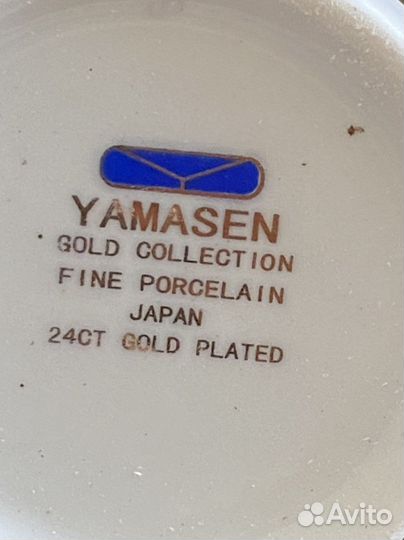 YAMASEN
GOLD COLLECTION
FINE PORCELAIN
JAPAN
24CT GOLD PLATED
Avito